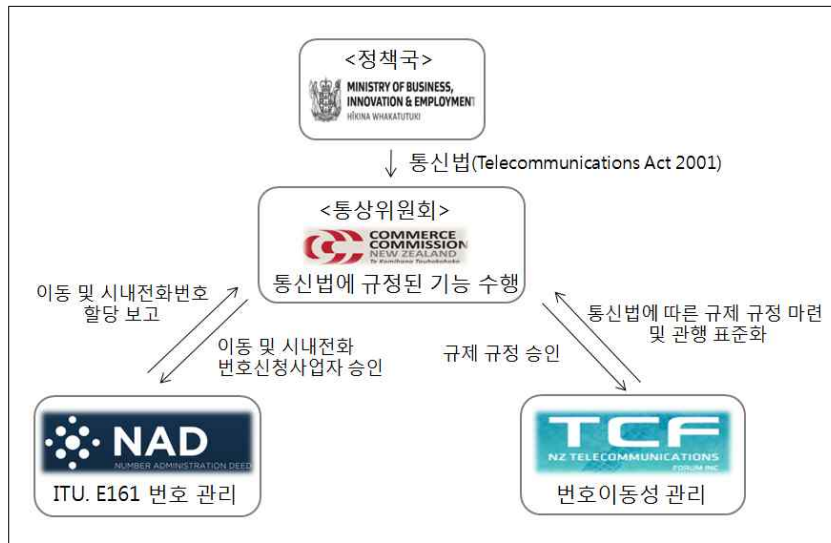 <정책국>
MINISTRY OF BUSINESS,
INNOVATION & EMPLOYMENT
HĪKINA WHAKATUTUKI
통신법(Telecommunications Act 2001)
<통상위원회>
COMMERCE
COMMISSION
NEW ZEALAND
Te Komihana Tauhokohoko
통신법에 규정된 기능 수행
이동 및 시내전화번호
할당 보고
이동 및 시내전화
번호신청사업자 승인
규제 규정 승인
통신법에 따른 규제 규정 마련
및 관행 표준화
NAD
NUMBER ADMINISTRATION DEED
ITU. E161 번호 관리
TCF
NZ TELECOMMUNICATIONS
FORUM INC
번호이동성 관리